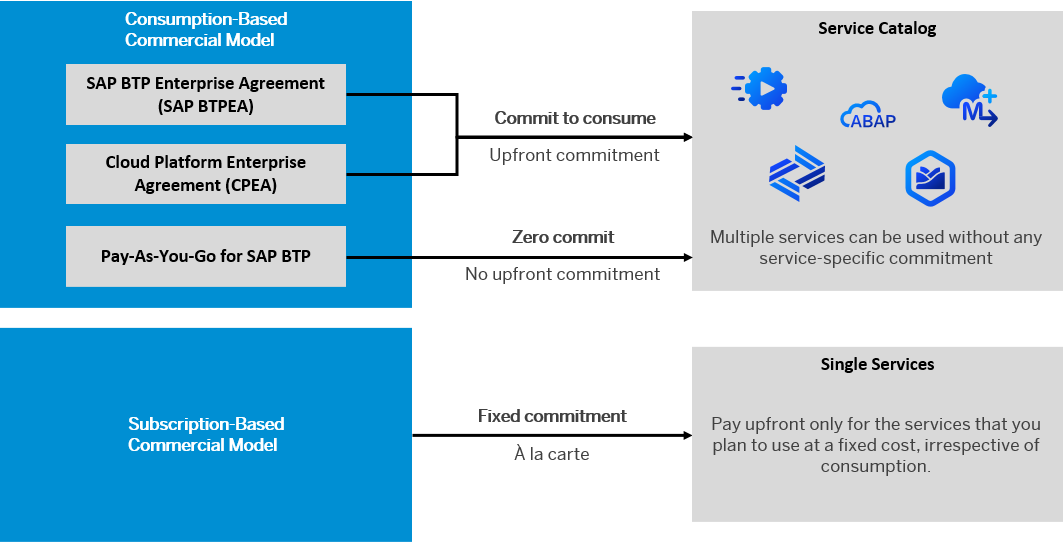 Consumption-Based
Commercial Model
SAP BTP Enterprise Agreement
(SAP BTPEA)
Cloud Platform Enterprise
Agreement (CPEA)
Pay-As-You-Go for SAP BTP
Commit to consume
Upfront commitment
Zero commit
No upfront commitment
Service Catalog
ABAP
M
Multiple services can be used without any
service-specific commitment
Subscription-Based
Commercial Model
Fixed commitment
À la carte
Single Services
Pay upfront only for the services that you
plan to use at a fixed cost, irrespective of
consumption.